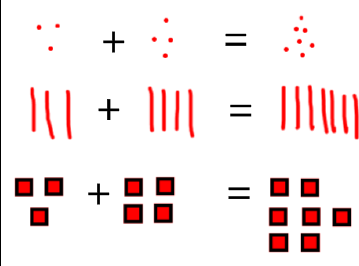 + =
+ =
+ =